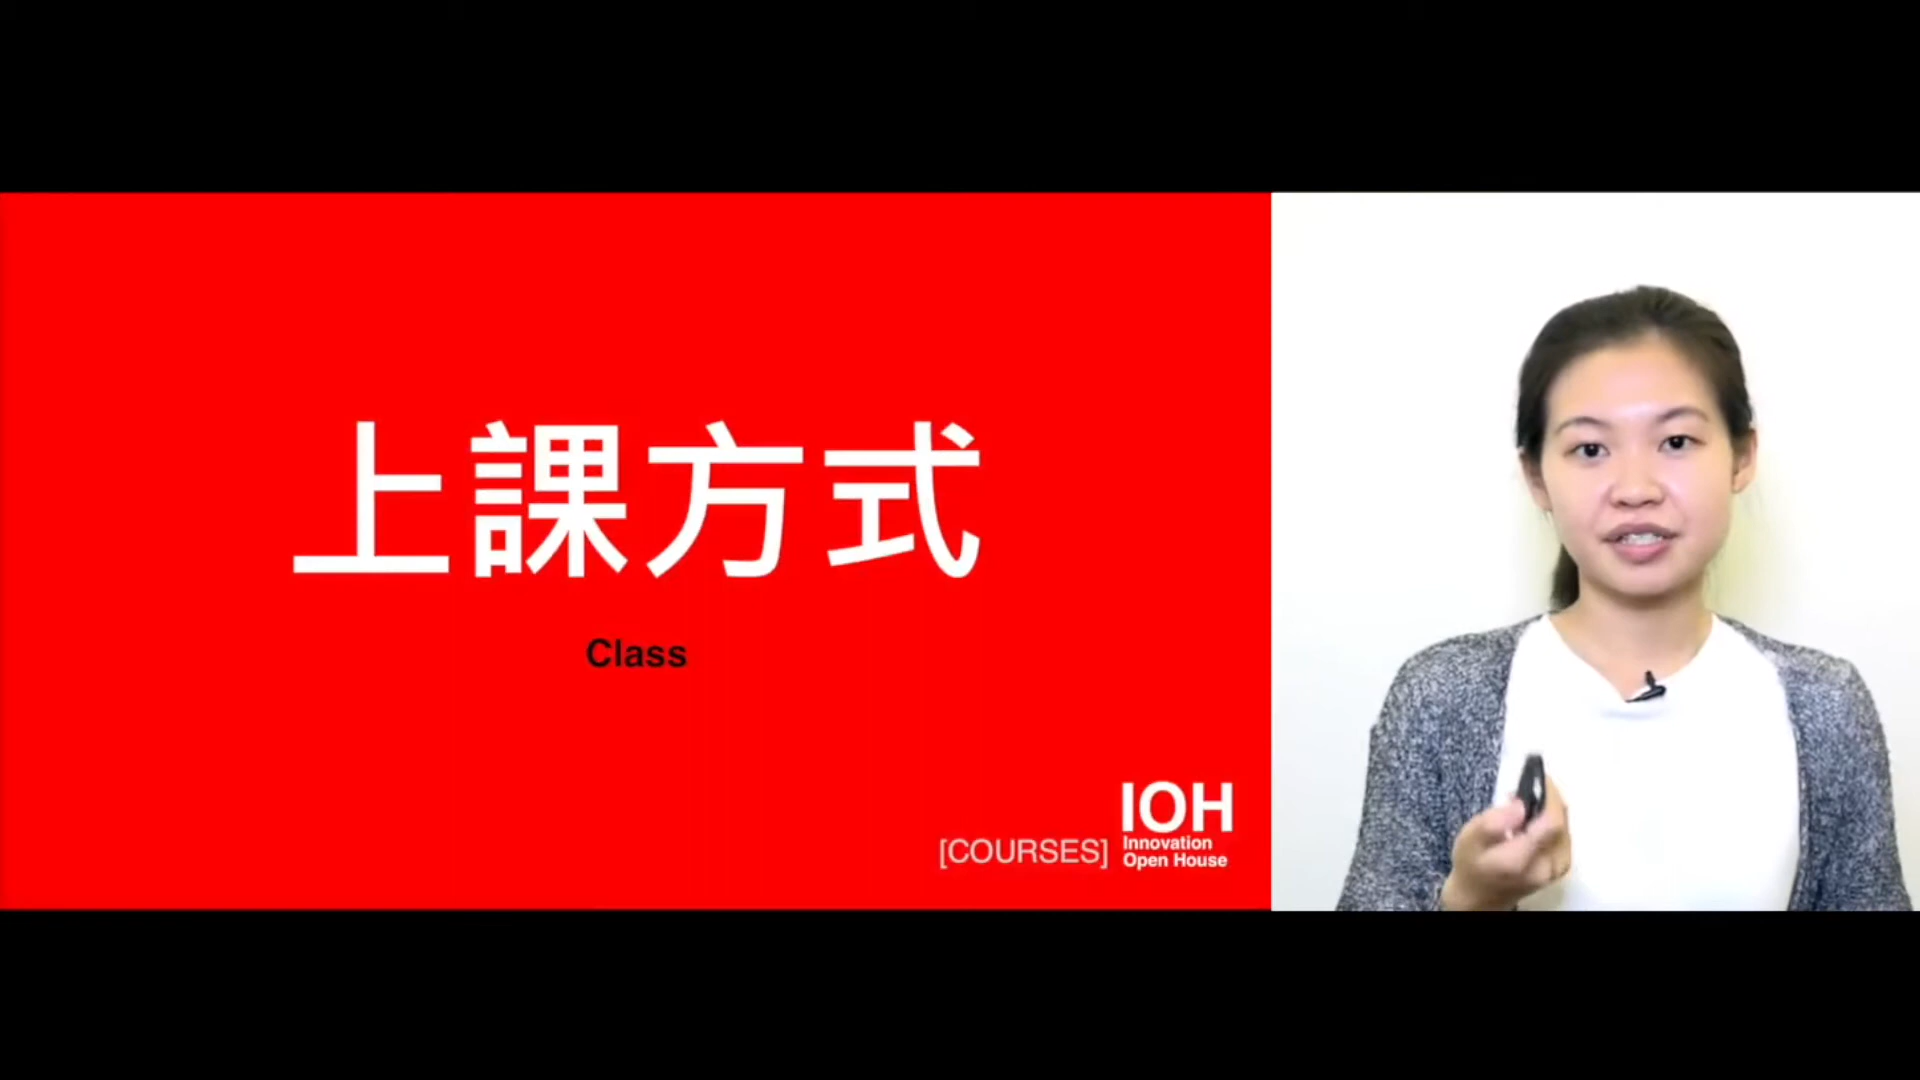 上課方式
Class
[COURSES]
IOH
Innovation
Open House